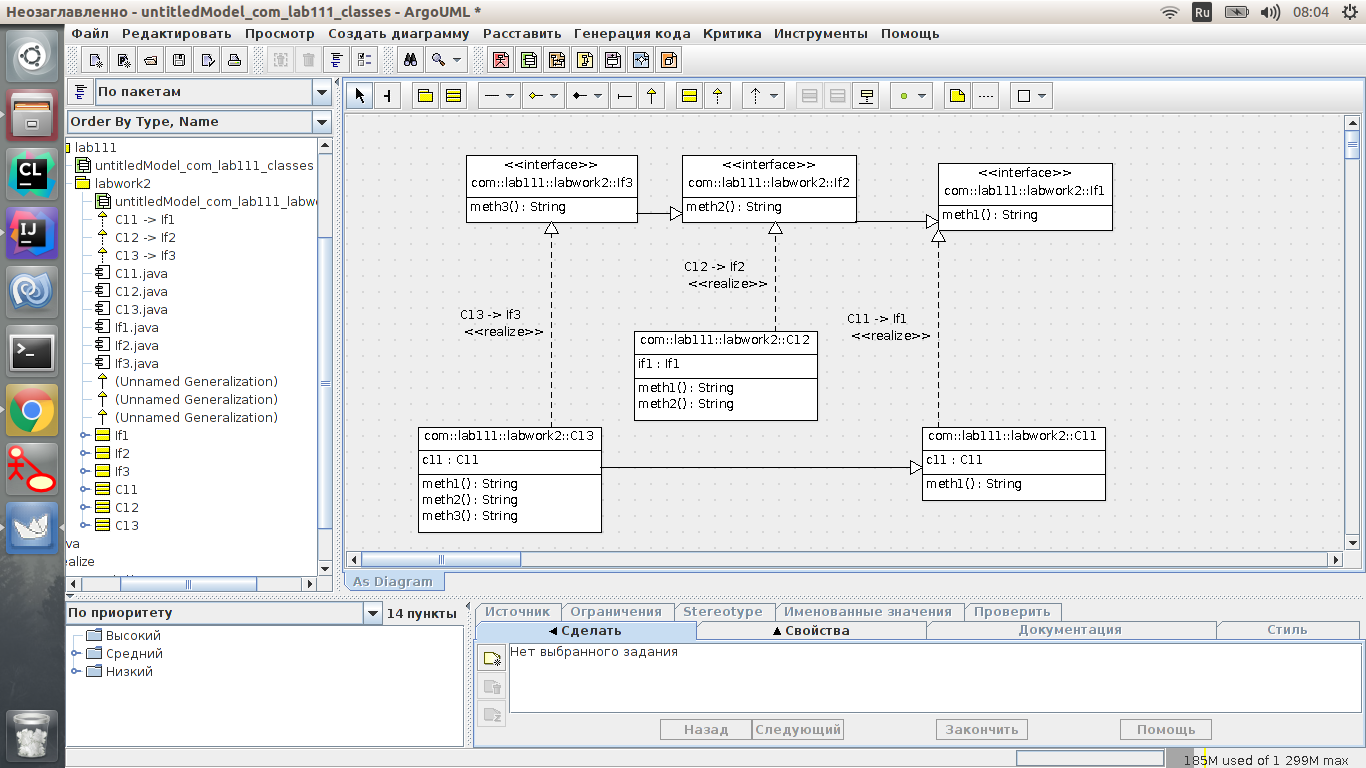 Неозаглавленно - untitledModel_com_lab111_classes - ArgoUML *
Ru
08:04
Файл Редактировать Просмотр Создать диаграмму Расставить Генерация кода Критика Инструменты Помощь
По пакетам
Order By Type, Name
lab111
untitledModel_com_lab111_classes
labwork2
untitledModel_com_lab111_labw
C11 -> If1
C12 -> If2
C13 -> If3
C11.java
C12.java
C13.java
If1.java
If2.java
If3.java
(Unnamed Generalization)
(Unnamed Generalization)
(Unnamed Generalization)
If1
If2
If3
C11
C12
C13
va
ealize
<<interface>>
com::lab111::labwork2::If3
meth3() : String
<<interface>>
com::lab111::labwork2::If2
meth2() : String
<<interface>>
com::lab111::labwork2::If1
meth1() : String
C12 -> If2
<<realize>>
C13 -> If3
<<realize>>
C11 -> If1
<<realize>>
com::lab111::labwork2::C12
if1 : If1
meth1() : String
meth2() : String
com::lab111::labwork2::C13
c11 : C11
meth1() : String
meth2() : String
meth3() : String
com::lab111::labwork2::C11
c11 : C11
meth1() : String
As Diagram
По приоритету
14 пункты
Высокий
Средний
Низкий
Источник Ограничения Stereotype Именованные значения Проверить
Сделать Свойства Документация Стиль
Нет выбранного задания
Назад Следующий Закончить Помощь
185M used of 1 299M max
CL
IJ